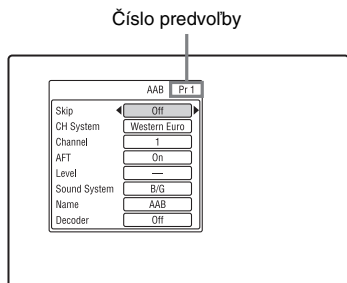 Číslo predvoľby
AAB Pr 1
Skip Off
CH System Western Euro
Channel 1
AFT On
Level —
Sound System B/G
Name AAB
Decoder Off